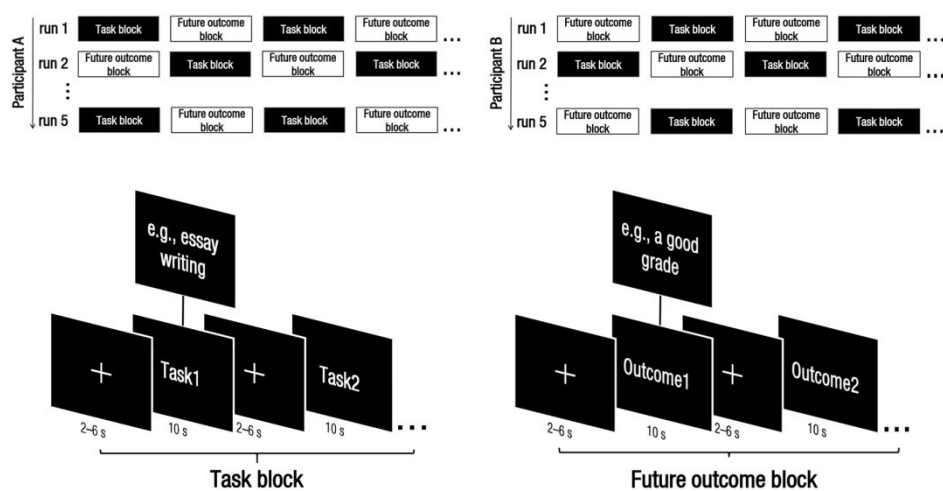 Participant A
run 1 Task block Future outcome block Task block Future outcome block ...
run 2 Future outcome block Task block Future outcome block Task block ...
run 5 Task block Future outcome block Task block Future outcome block ...
Participant B
run 1 Future outcome block Task block Future outcome block Task block ...
run 2 Task block Future outcome block Task block Future outcome block ...
run 5 Future outcome block Task block Future outcome block Task block ...
e.g., essay
writing
+ Task1 + Task2 ...
2~6 s 10 s 2~6 s 10 s
Task block
e.g., a good
grade
+ Outcome1 + Outcome2 ...
2~6 s 10 s 2~6 s 10 s
Future outcome block